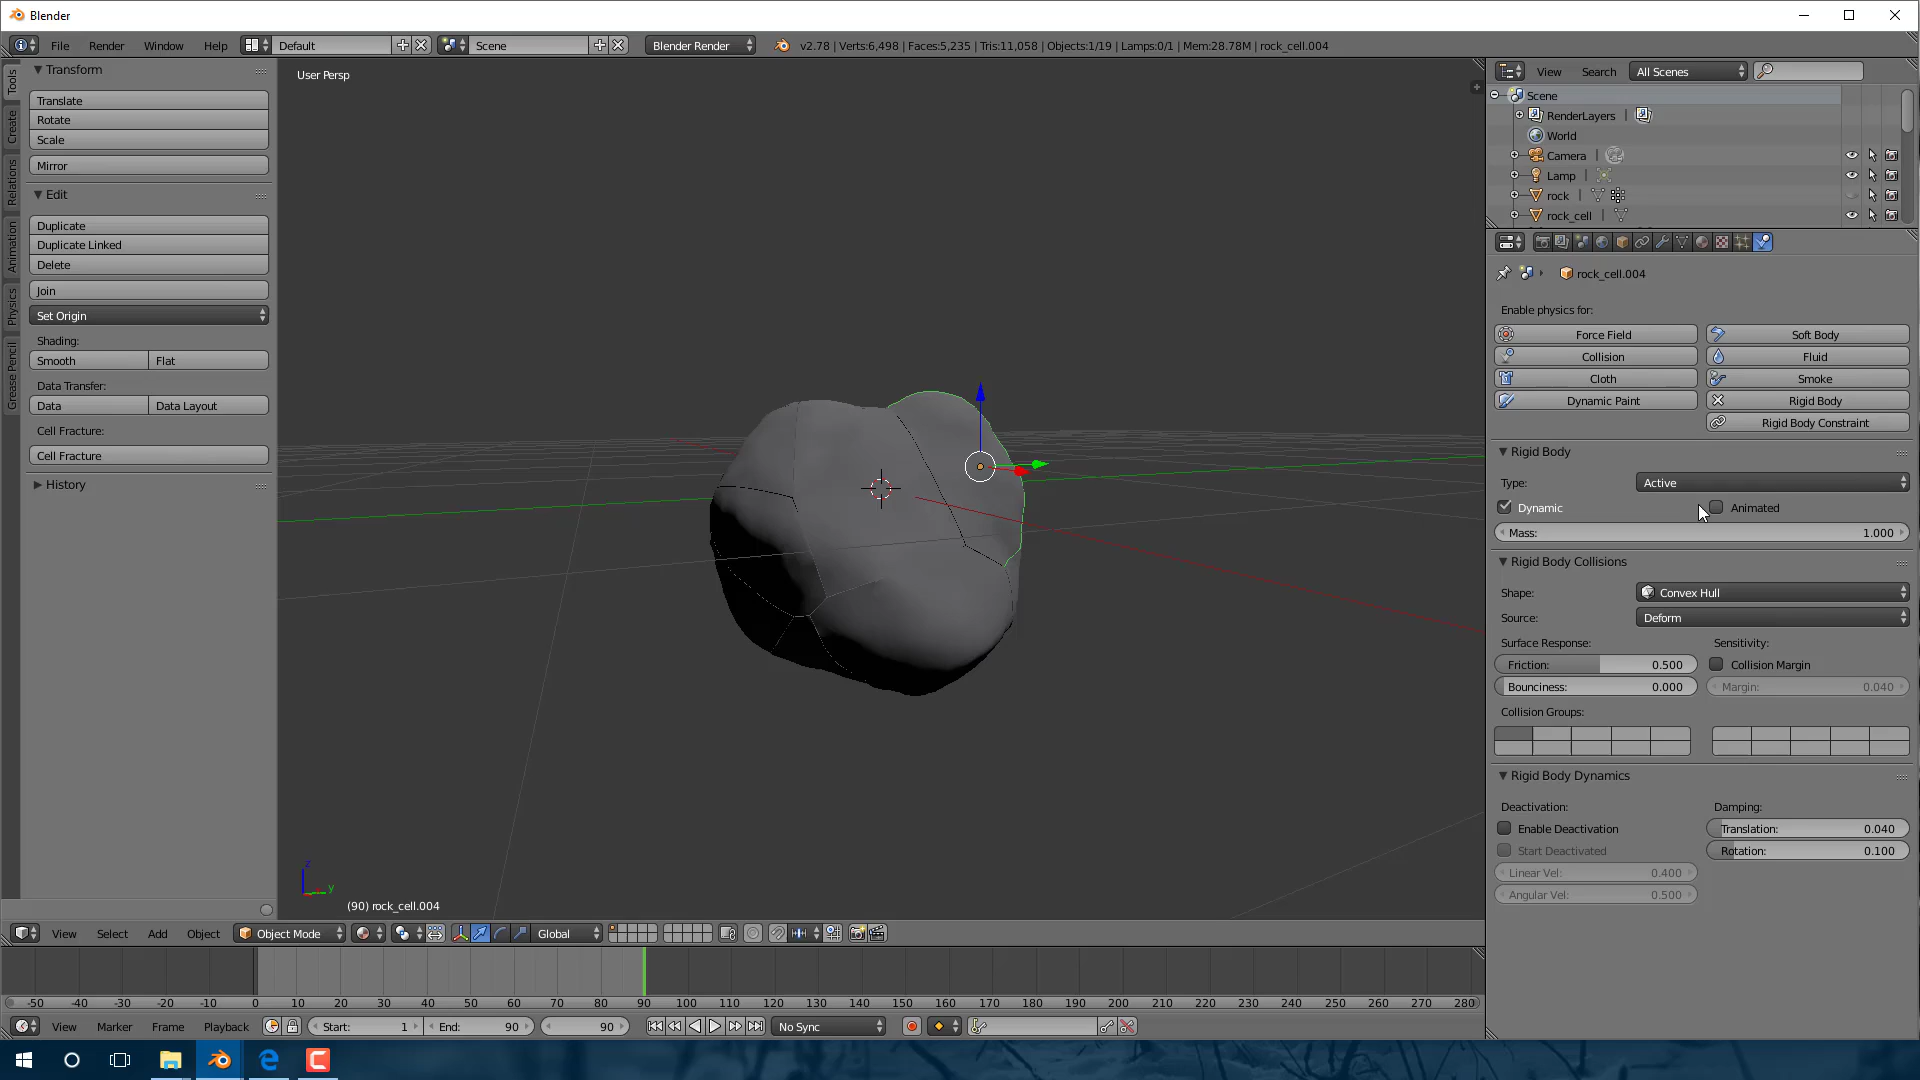 Blender
File Render Window Help Default Scene Blender Render v2.78 | Verts:6,498 | Faces:5,235 | Tris:11,058 | Objects:1/19 | Lamps:0/1 | Mem:28.78M | rock_cell.004
Tools
Create
Relations
Animation
Physics
Grease Pencil
Transform
Translate
Rotate
Scale
Mirror
Edit
Duplicate
Duplicate Linked
Delete
Join
Set Origin
Shading:
Smooth Flat
Data Transfer:
Data Data Layout
Cell Fracture:
Cell Fracture
History
User Persp
z
y
(90) rock_cell.004
View Select Add Object Object Mode Global
-50 -40 -30 -20 -10 0 10 20 30 40 50 60 70 80 90 100 110 120 130 140 150 160 170 180 190 200 210 220 230 240 250 260 270 280
View Marker Frame Playback Start: 1 End: 90 90 No Sync
View Search All Scenes
Scene
RenderLayers |
World
Camera |
Lamp |
rock |
rock_cell |
rock_cell.004
Enable physics for:
Force Field Soft Body
Collision Fluid
Cloth Smoke
Dynamic Paint Rigid Body
Rigid Body Constraint
Rigid Body
Type: Active
Dynamic Animated
Mass: 1.000
Rigid Body Collisions
Shape: Convex Hull
Source: Deform
Surface Response: Sensitivity:
Friction: 0.500 Collision Margin
Bounciness: 0.000 Margin: 0.040
Collision Groups:
Rigid Body Dynamics
Deactivation: Damping:
Enable Deactivation Translation: 0.040
Start Deactivated Rotation: 0.100
Linear Vel: 0.400
Angular Vel: 0.500